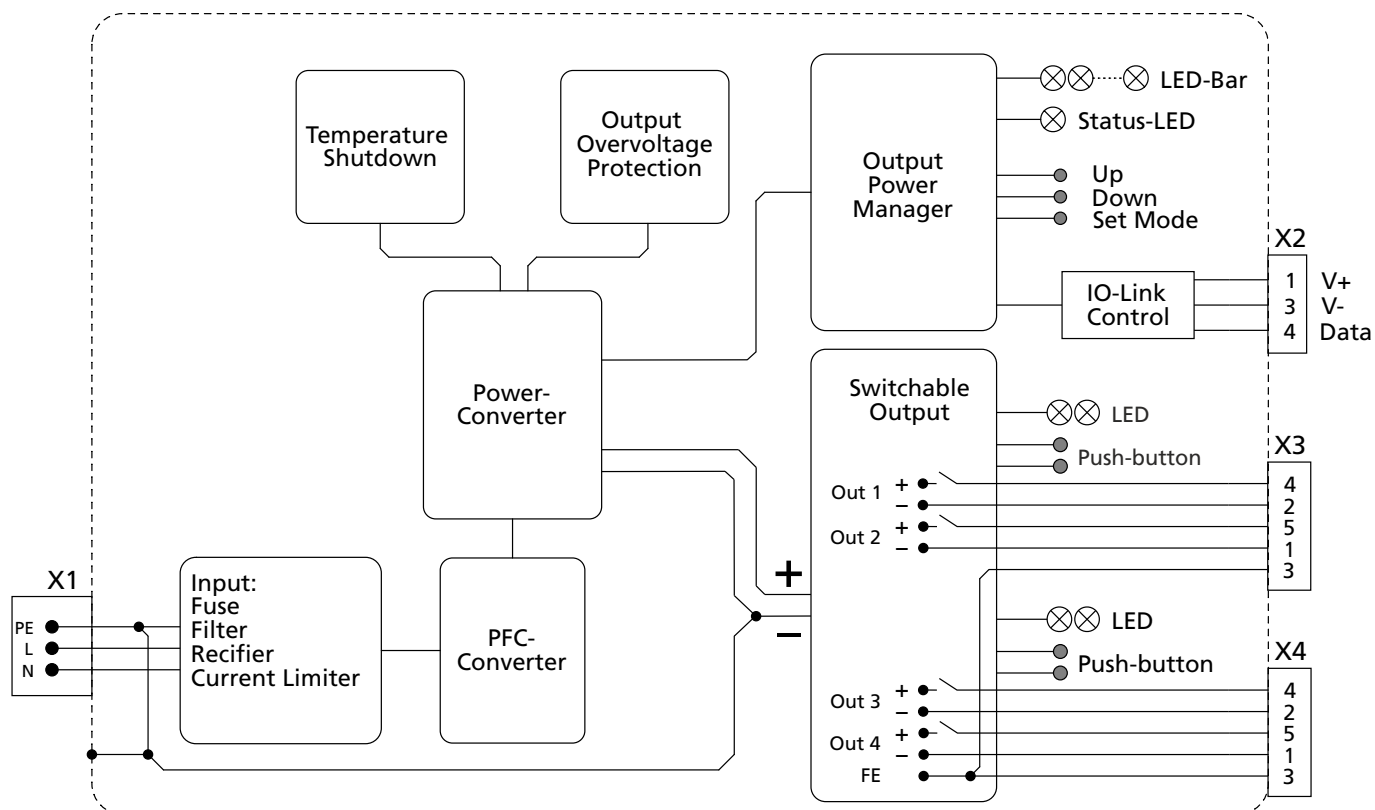 Temperature
Shutdown
Output
Overvoltage
Protection
Output
Power
Manager
LED-Bar
Status-LED
Up
Down
Set Mode
IO-Link
Control
X2
1 V+
3 V-
4 Data
Power-
Converter
Switchable
Output
LED
Push-button
X3
Out 1 + 4
− 2
Out 2 + 5
− 1
3
X1
PE
L
N
Input:
Fuse
Filter
Rectifier
Current Limiter
PFC-
Converter
+
−
LED
Push-button
X4
Out 3 + 4
− 2
Out 4 + 5
− 1
FE 3